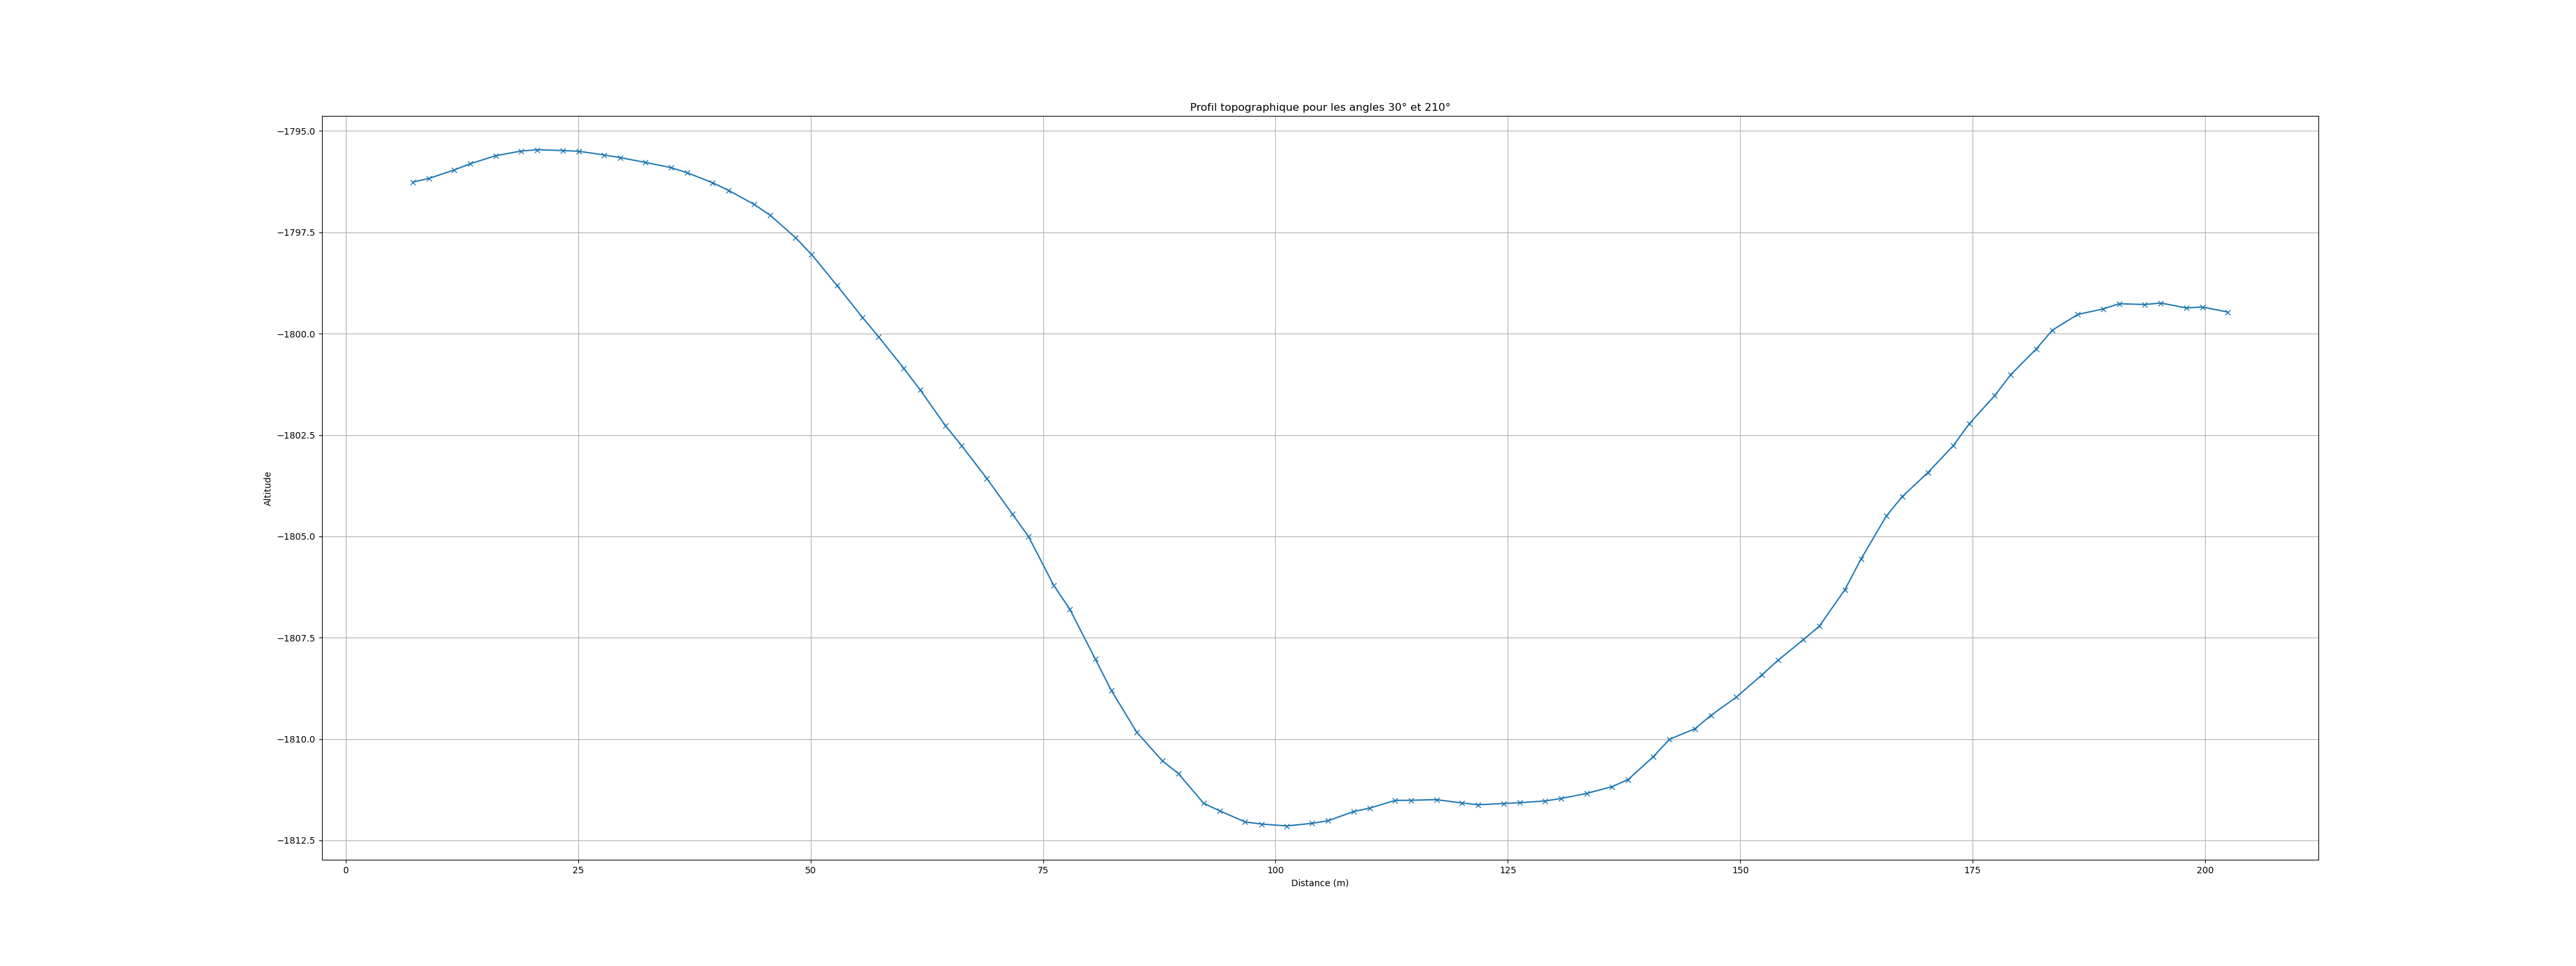 Profil topographique pour les angles 30° et 210°
−1795.0
−1797.5
−1800.0
−1802.5
−1805.0
−1807.5
−1810.0
−1812.5
Altitude
0 25 50 75 100 125 150 175 200
Distance (m)